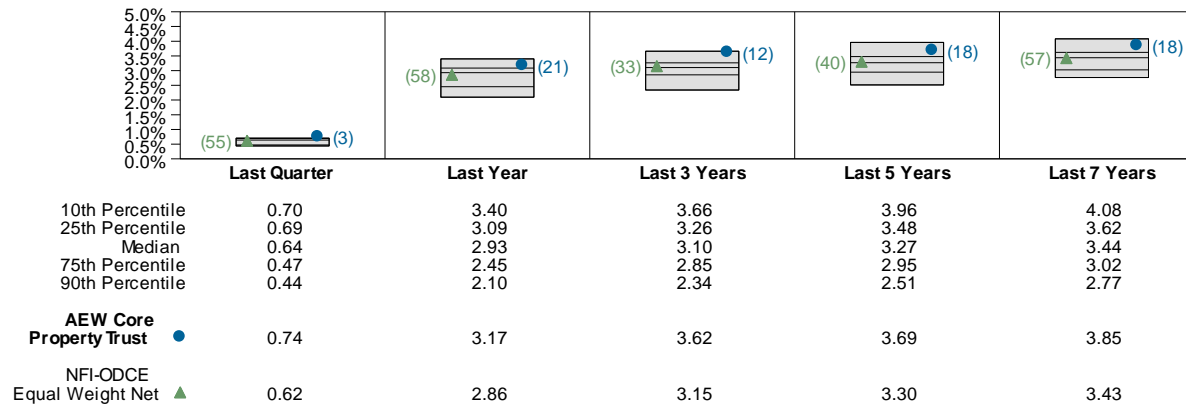 5.0%
4.5%
4.0%
3.5%
3.0%
2.5%
2.0%
1.5%
1.0%
0.5%
0.0%
(55) (3)
(58) (21)
(33) (12)
(40) (18)
(57) (18)
Last Quarter Last Year Last 3 Years Last 5 Years Last 7 Years
10th Percentile 0.70 3.40 3.66 3.96 4.08
25th Percentile 0.69 3.09 3.26 3.48 3.62
Median 0.64 2.93 3.10 3.27 3.44
75th Percentile 0.47 2.45 2.85 2.95 3.02
90th Percentile 0.44 2.10 2.34 2.51 2.77
AEW Core
Property Trust 0.74 3.17 3.62 3.69 3.85
NFI-ODCE
Equal Weight Net 0.62 2.86 3.15 3.30 3.43